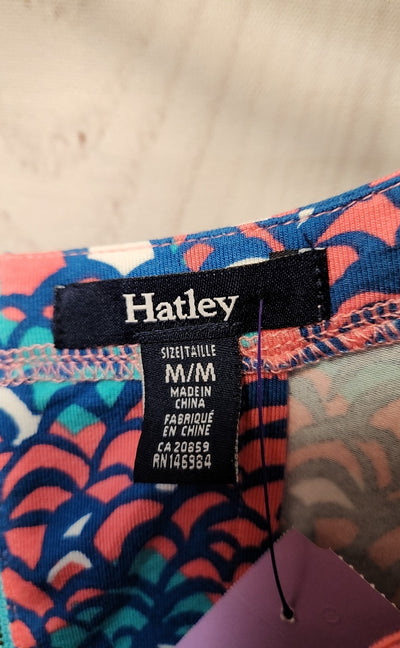 Hatley
SIZE|TAILLE
M/M
MADE IN
CHINA
FABRIQUÉ
EN CHINE
CA 20859
RN146984